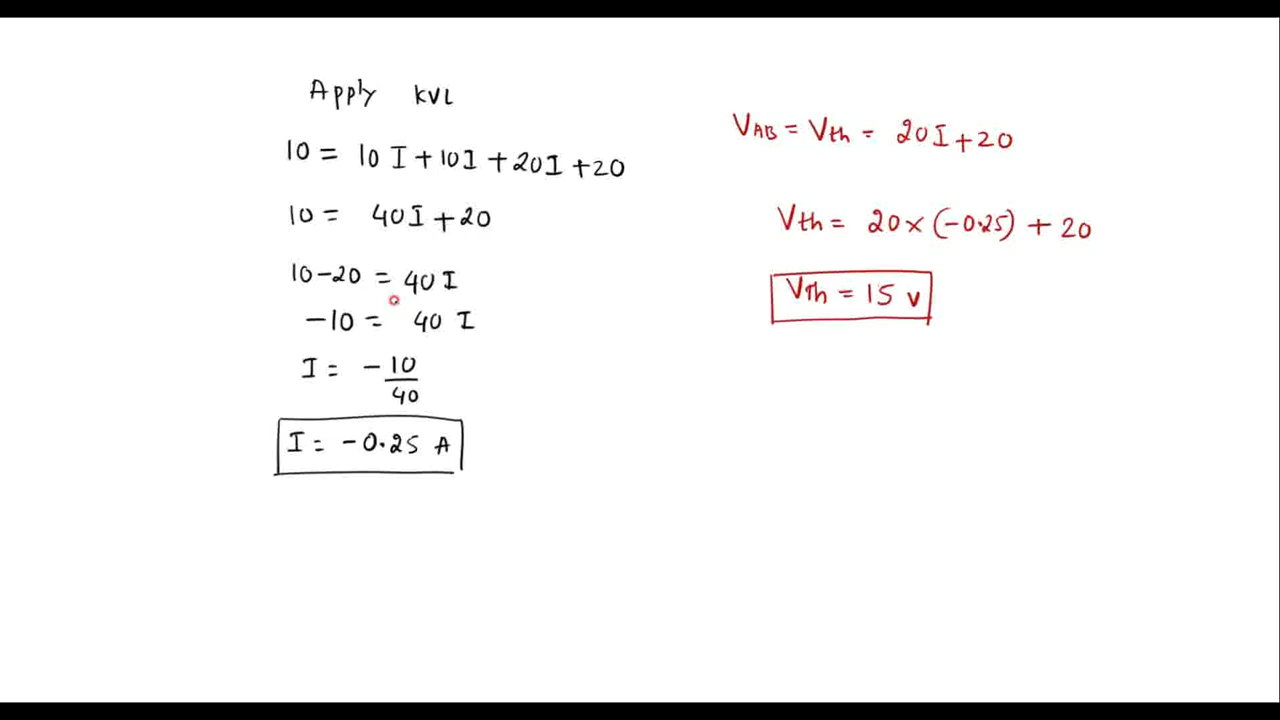 Apply KVL
10 = 10 I + 10I + 20I + 20
10 = 40I + 20
10-20 = 40 I
-10 = 40 I
I = - 10/40
I = -0.25 A
VAB = Vth = 20I + 20
Vth = 20 × (-0.25) + 20
VTh = 15 v